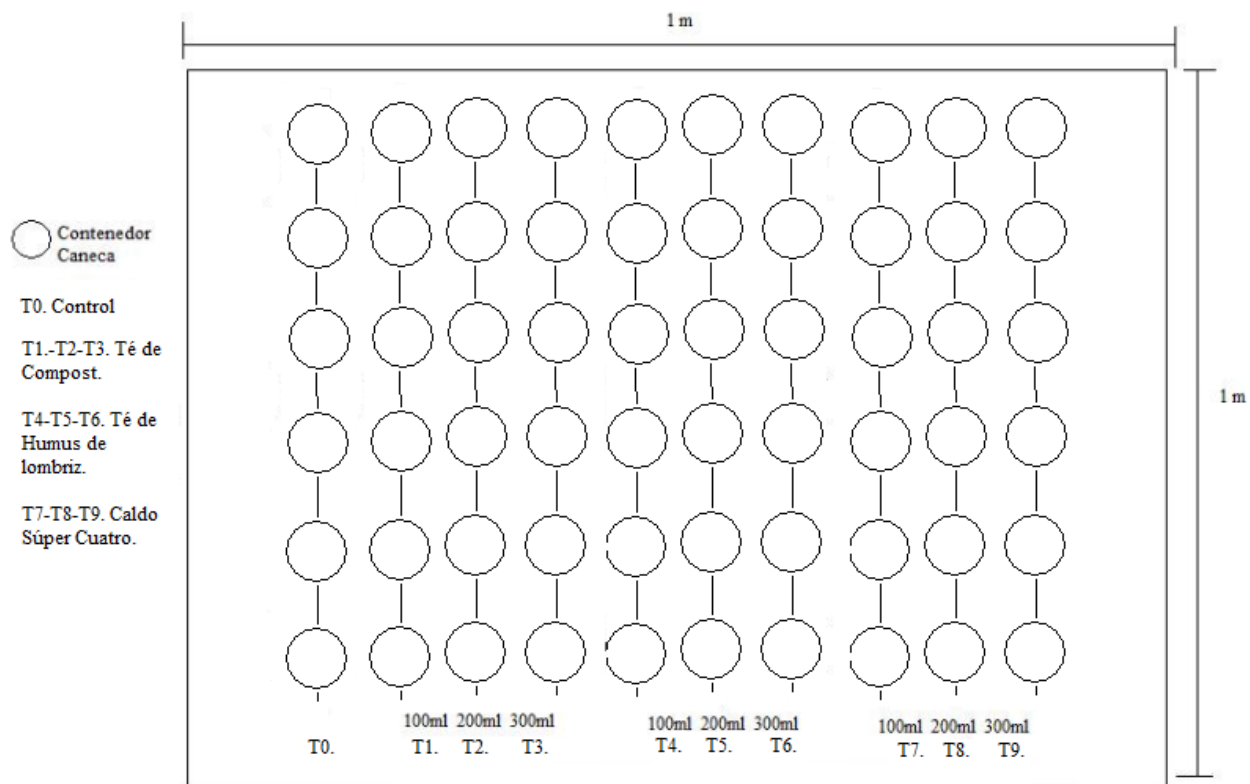 1 m
Contenedor
Caneca
T0. Control
T1.-T2-T3. Té de
Compost.
T4-T5-T6. Té de
Humus de
lombriz.
T7-T8-T9. Caldo
Súper Cuatro.
1 m
100ml 200ml 300ml 100ml 200ml 300ml 100ml 200ml 300ml
T0. T1. T2. T3. T4. T5. T6. T7. T8. T9.